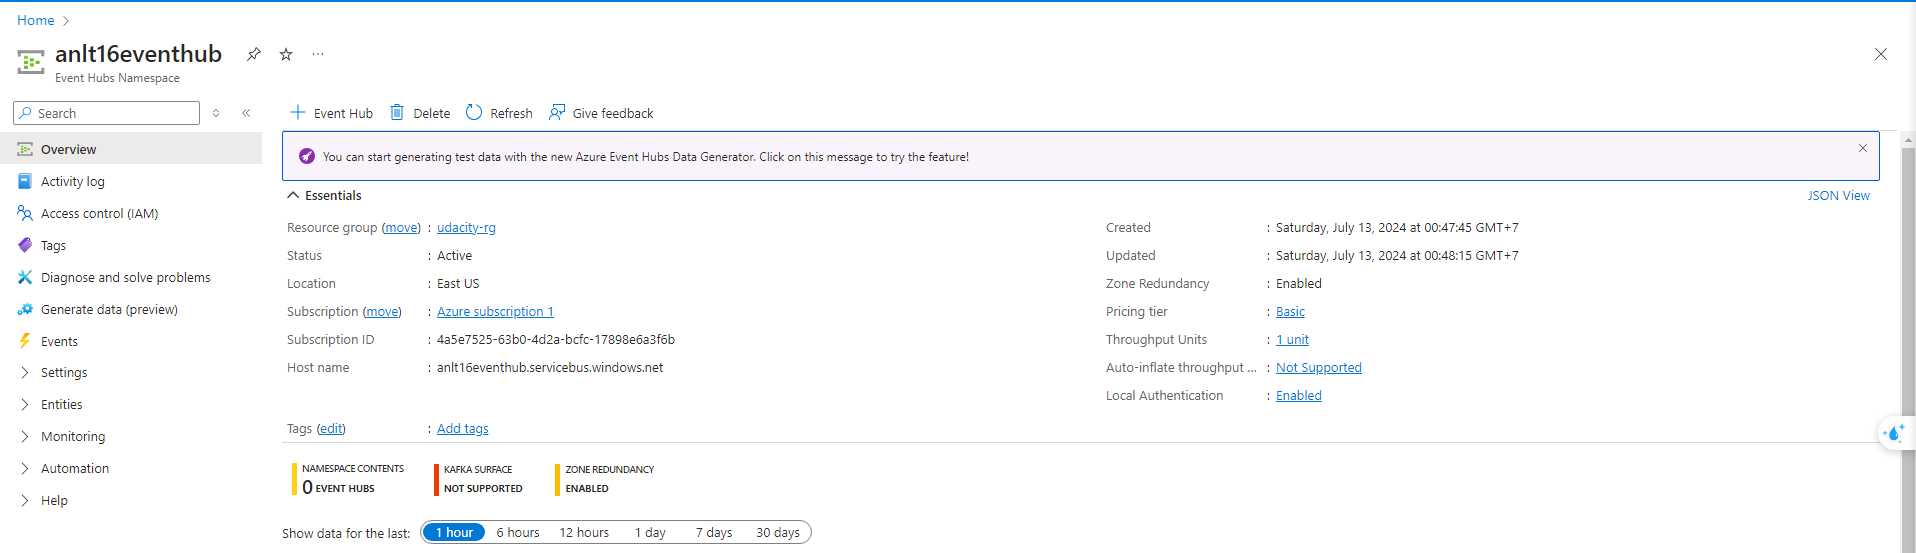 Home
anlt16eventhub
Event Hubs Namespace
Search
Overview
Activity log
Access control (IAM)
Tags
Diagnose and solve problems
Generate data (preview)
Events
Settings
Entities
Monitoring
Automation
Help
Event Hub Delete Refresh Give feedback
You can start generating test data with the new Azure Event Hubs Data Generator. Click on this message to try the feature!
Essentials
JSON View
Resource group (move) : udacity-rg
Status : Active
Location : East US
Subscription (move) : Azure subscription 1
Subscription ID : 4a5e7525-63b0-4d2a-bcfc-17898e6a3f6b
Host name : anlt16eventhub.servicebus.windows.net
Created : Saturday, July 13, 2024 at 00:47:45 GMT+7
Updated : Saturday, July 13, 2024 at 00:48:15 GMT+7
Zone Redundancy : Enabled
Pricing tier : Basic
Throughput Units : 1 unit
Auto-inflate throughput ... : Not Supported
Local Authentication : Enabled
Tags (edit) : Add tags
NAMESPACE CONTENTS
0 EVENT HUBS
KAFKA SURFACE
NOT SUPPORTED
ZONE REDUNDANCY
ENABLED
Show data for the last: 1 hour 6 hours 12 hours 1 day 7 days 30 days